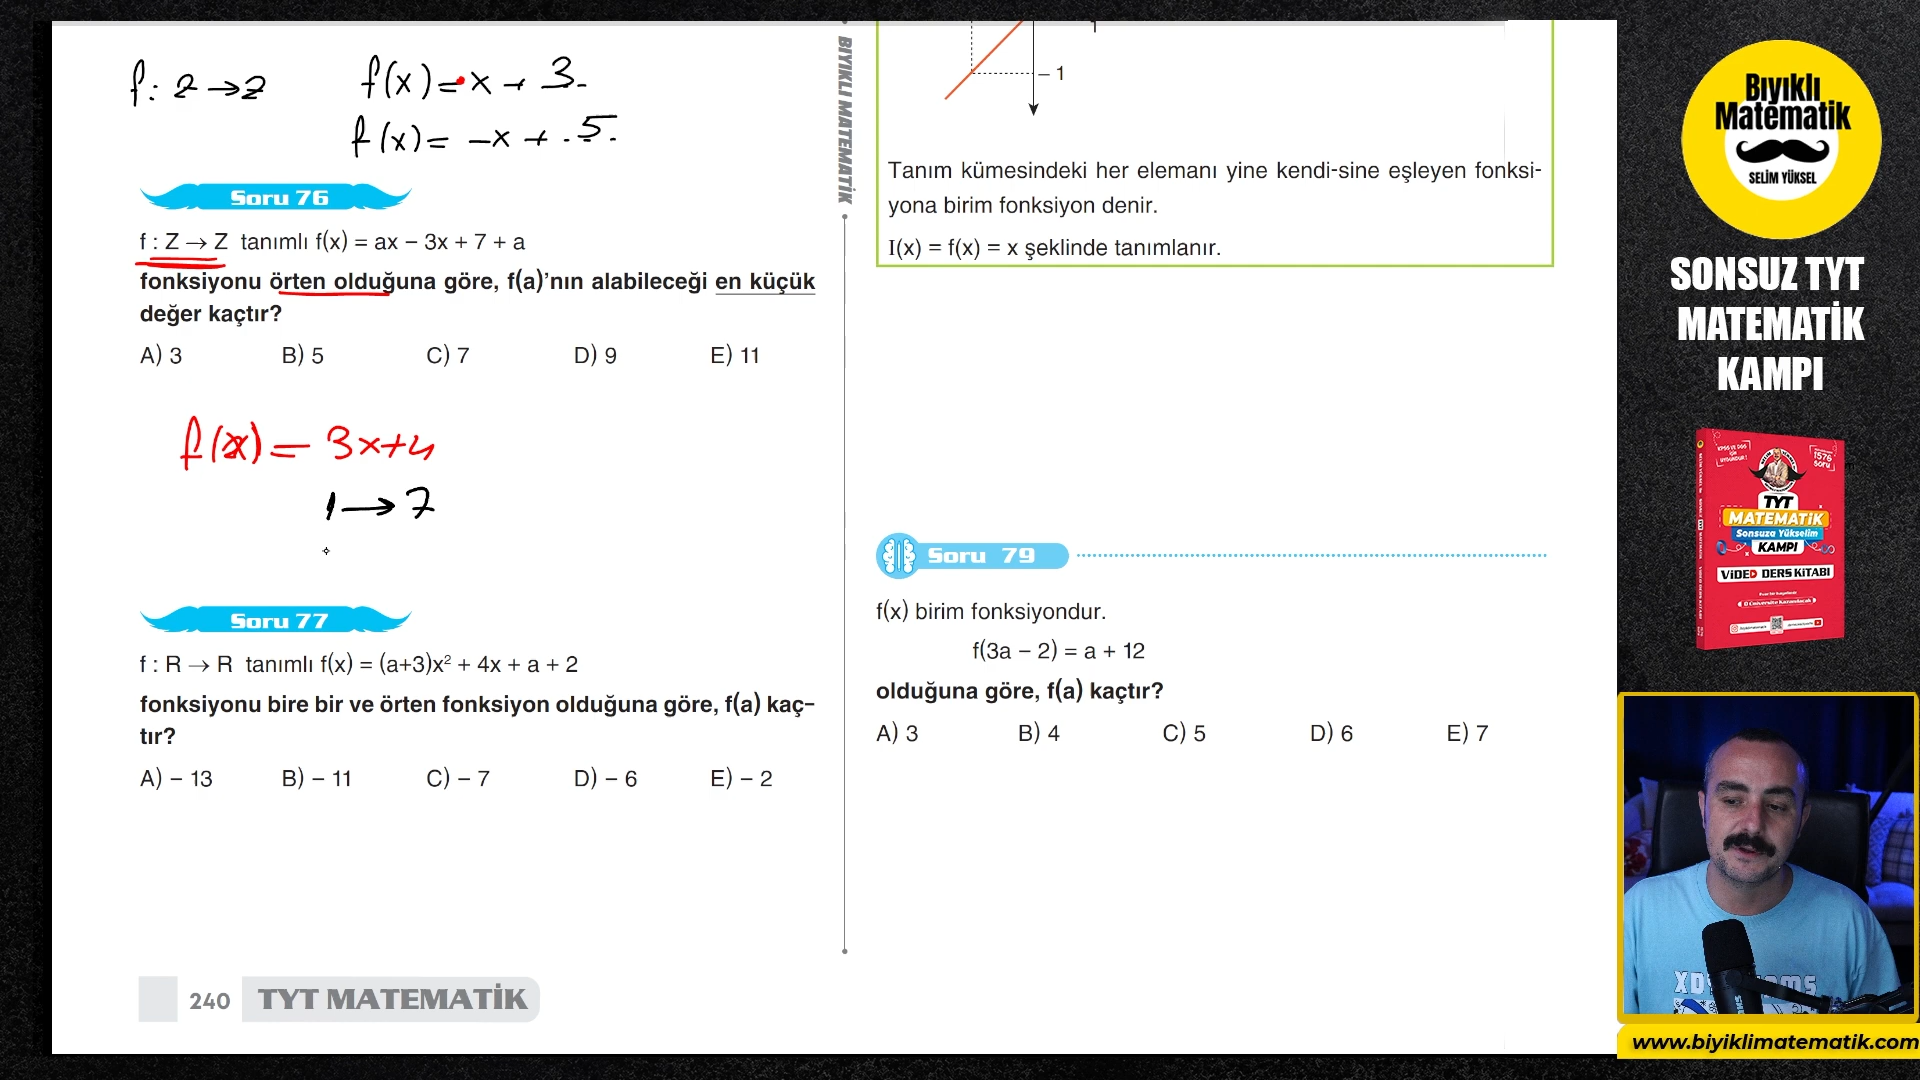 f: Z → Z
f(x) = x + 3
f(x) = -x + 5
Soru 76
f : Z → Z tanımlı f(x) = ax – 3x + 7 + a
fonksiyonu örten olduğuna göre, f(a)’nın alabileceği en küçük
değer kaçtır?
A) 3 B) 5 C) 7 D) 9 E) 11
f(x) = 3x+4
1 → 7
Soru 77
f : R → R tanımlı f(x) = (a+3)x² + 4x + a + 2
fonksiyonu bire bir ve örten fonksiyon olduğuna göre, f(a) kaç–
tır?
A) – 13 B) – 11 C) – 7 D) – 6 E) – 2
240 TYT MATEMATİK
BIYIKLI MATEMATİK
– 1
Tanım kümesindeki her elemanı yine kendi-sine eşleyen fonksi-
yona birim fonksiyon denir.
I(x) = f(x) = x şeklinde tanımlanır.
Soru 79
f(x) birim fonksiyondur.
f(3a – 2) = a + 12
olduğuna göre, f(a) kaçtır?
A) 3 B) 4 C) 5 D) 6 E) 7
Bıyıklı
Matematik
SELİM YÜKSEL
SONSUZ TYT
MATEMATİK
KAMPI
1576
Soru
TYT
MATEMATİK
Sonsuza Yükselim
KAMPI
VİDEO DERS KİTABI
www.biyiklimatematik.com